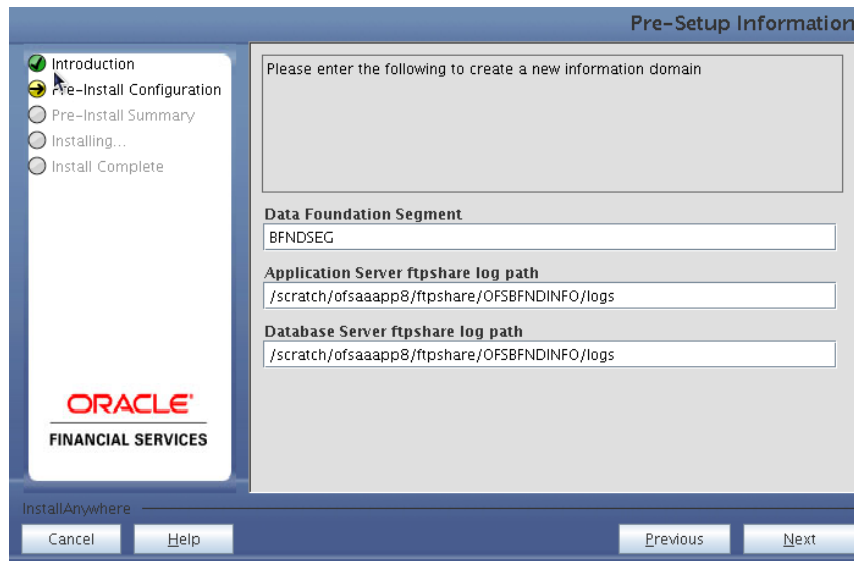 Pre-Setup Information
Introduction
Pre-Install Configuration
Pre-Install Summary
Installing...
Install Complete
Please enter the following to create a new information domain
Data Foundation Segment
BFNDSEG
Application Server ftpshare log path
/scratch/ofsaaapp8/ftpshare/OFSBFNDINFO/logs
Database Server ftpshare log path
/scratch/ofsaaapp8/ftpshare/OFSBFNDINFO/logs
ORACLE
FINANCIAL SERVICES
InstallAnywhere
Cancel Help Previous Next